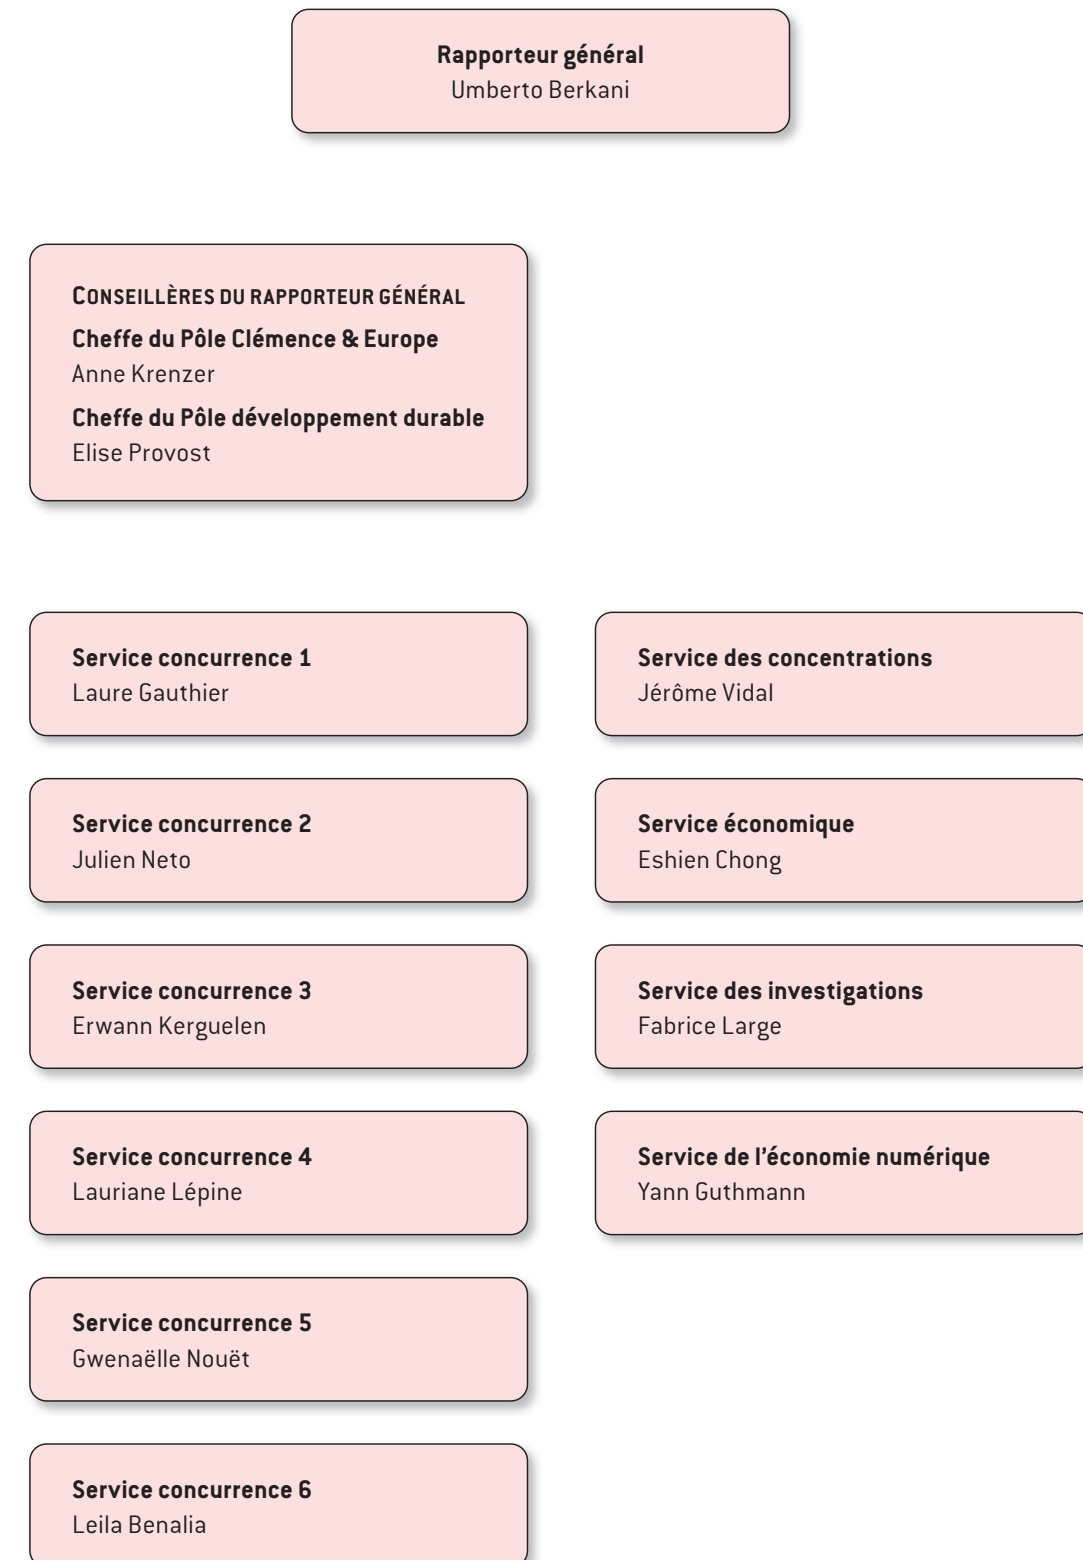 Rapporteur général
Umberto Berkani
CONSEILLÈRES DU RAPPORTEUR GÉNÉRAL
Cheffe du Pôle Clémence & Europe
Anne Krenzer
Cheffe du Pôle développement durable
Elise Provost
Service concurrence 1
Laure Gauthier
Service concurrence 2
Julien Neto
Service concurrence 3
Erwann Kerguelen
Service concurrence 4
Lauriane Lépine
Service concurrence 5
Gwenaëlle Nouët
Service concurrence 6
Leila Benalia
Service des concentrations
Jérôme Vidal
Service économique
Eshien Chong
Service des investigations
Fabrice Large
Service de l’économie numérique
Yann Guthmann